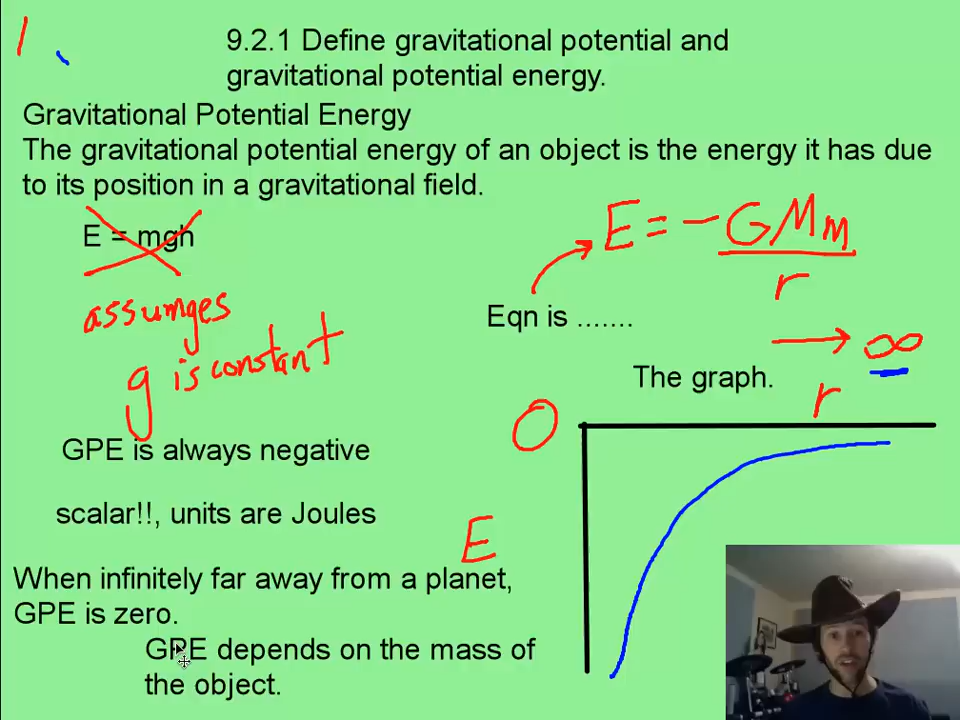 1
9.2.1 Define gravitational potential and
gravitational potential energy.
Gravitational Potential Energy
The gravitational potential energy of an object is the energy it has due
to its position in a gravitational field.
E = mgh
E = - GMm
r
assumges
g is constant
Eqn is .......
→ ∞
The graph.
r
O
GPE is always negative
scalar!!, units are Joules
E
When infinitely far away from a planet,
GPE is zero.
GPE depends on the mass of
the object.